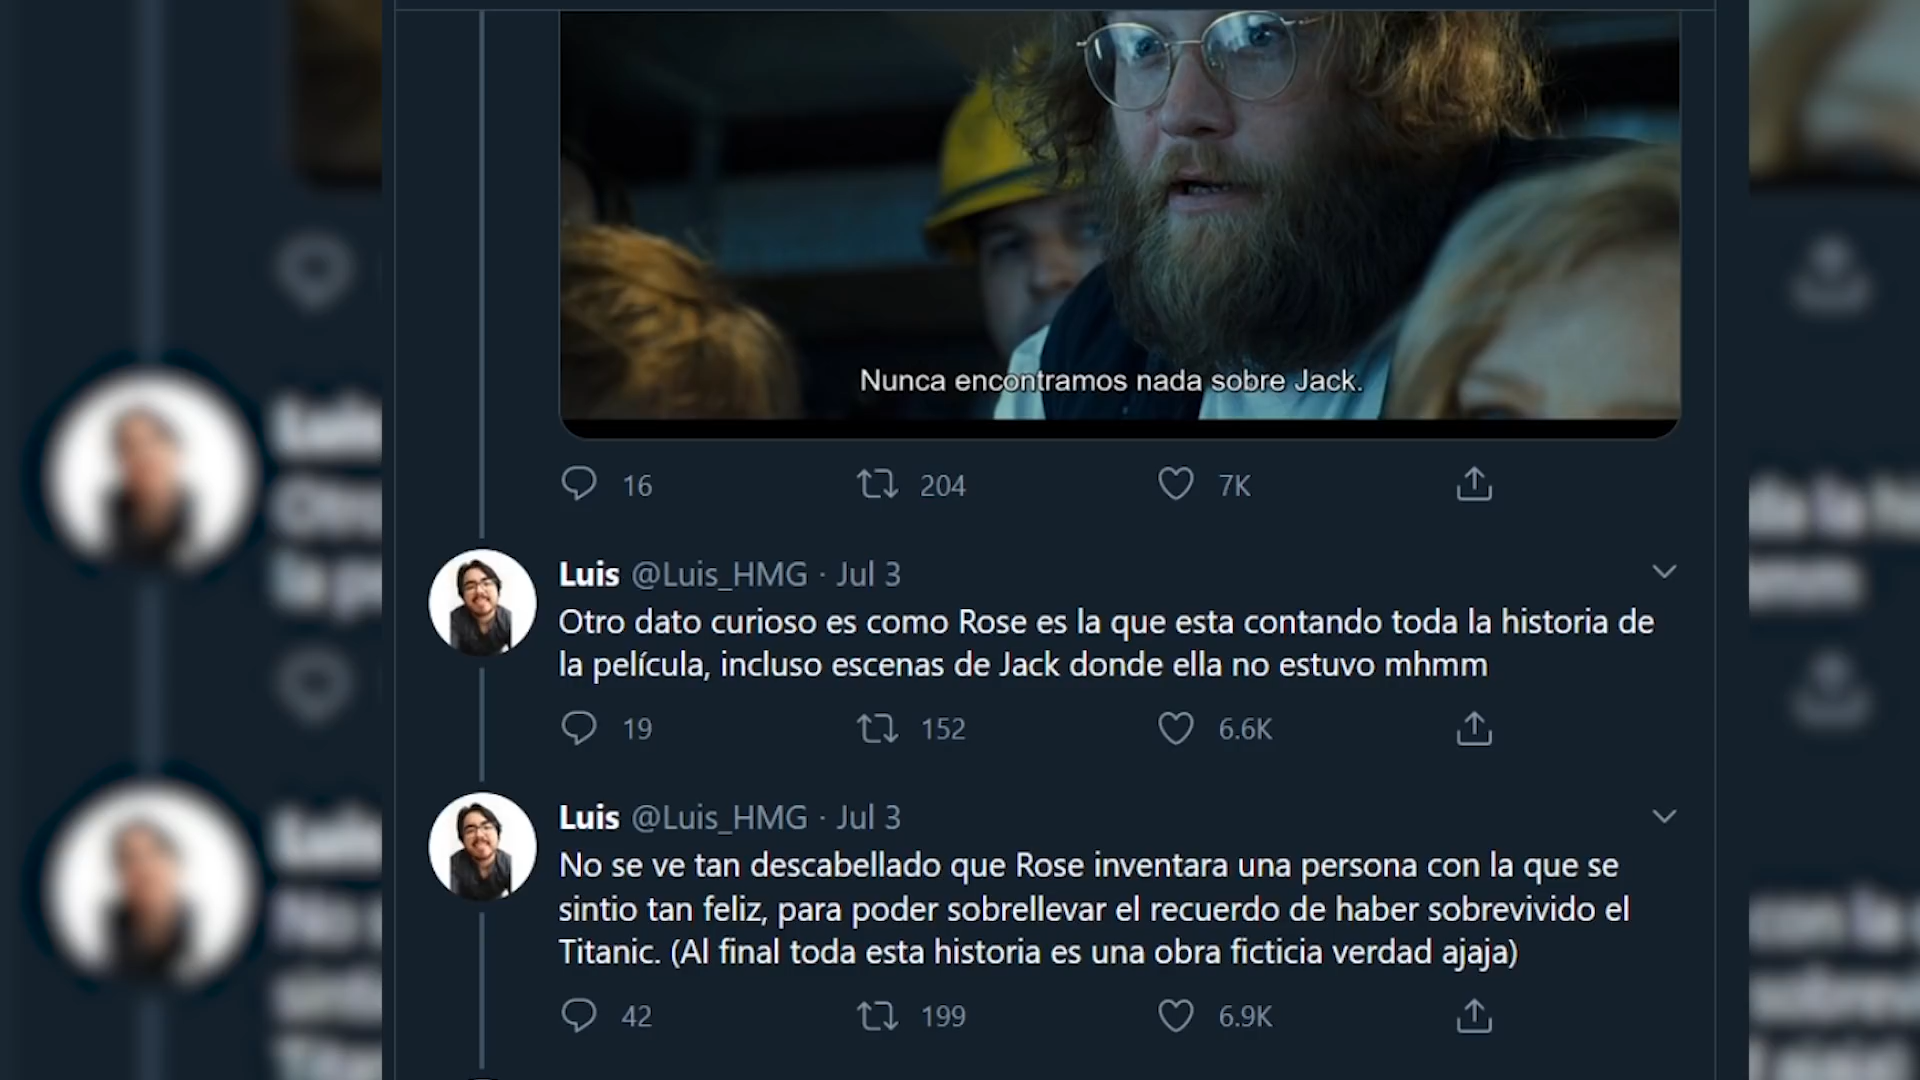 Nunca encontramos nada sobre Jack.
16 204 7K
Luis @Luis_HMG · Jul 3
Otro dato curioso es como Rose es la que esta contando toda la historia de
la película, incluso escenas de Jack donde ella no estuvo mhmm
19 152 6.6K
Luis @Luis_HMG · Jul 3
No se ve tan descabellado que Rose inventara una persona con la que se
sintio tan feliz, para poder sobrellevar el recuerdo de haber sobrevivido el
Titanic. (Al final toda esta historia es una obra ficticia verdad ajaja)
42 199 6.9K